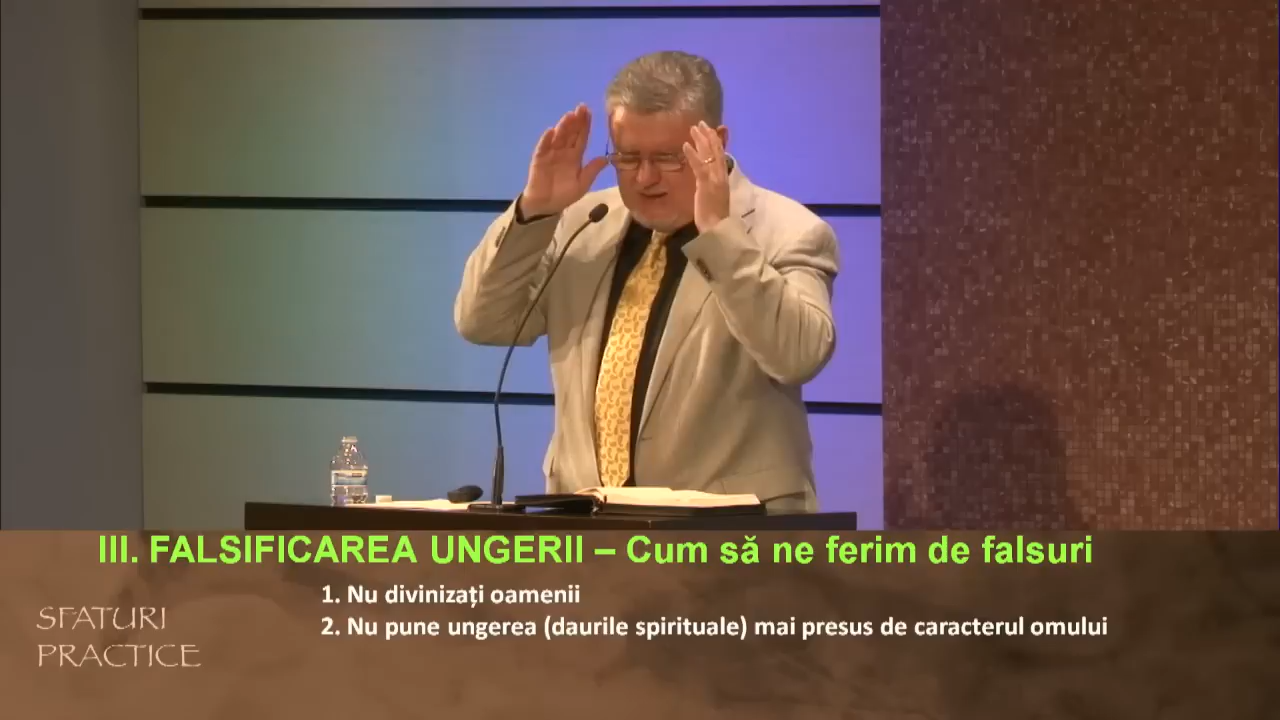 III. FALSIFICAREA UNGERII – Cum să ne ferim de falsuri
1. Nu divinizați oamenii
2. Nu pune ungerea (daurile spirituale) mai presus de caracterul omului
SFATURI
PRACTICE